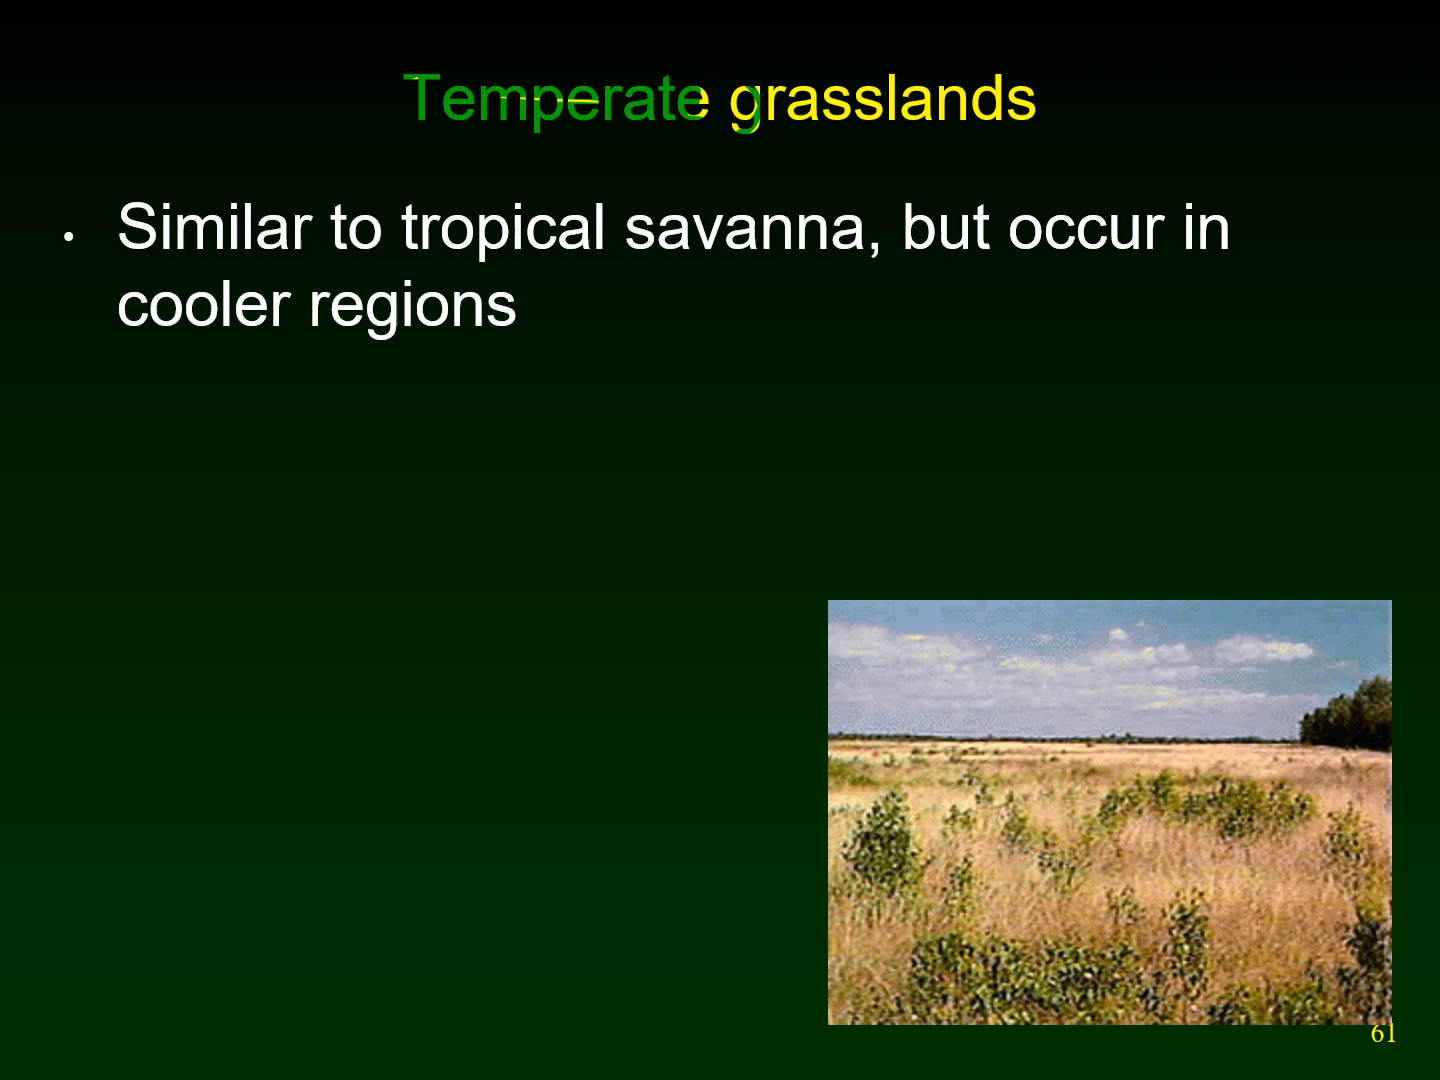 Temperate grasslands
• Similar to tropical savanna, but occur in
cooler regions
61